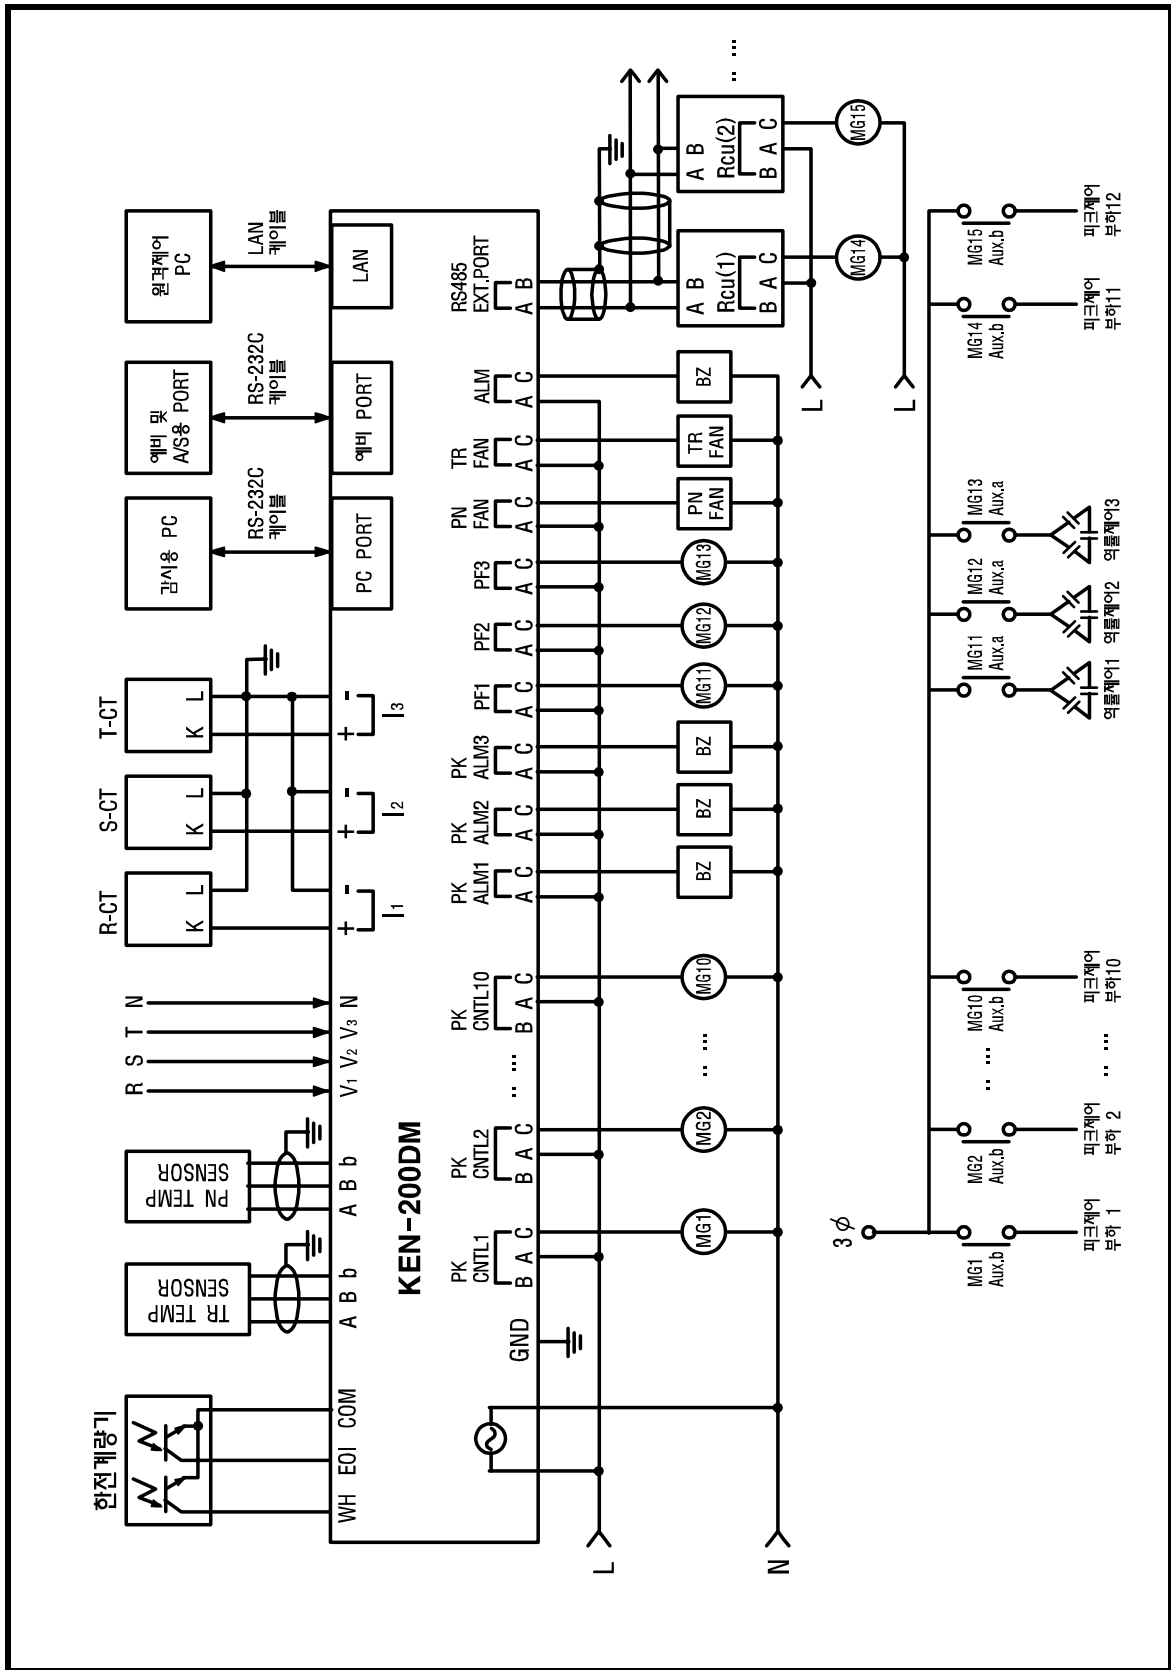 한전계량기
TR TEMP
SENSOR
PN TEMP
SENSOR
R
S
T
N
R-CT
K L
S-CT
K L
T-CT
K L
감시용 PC
예비 및
A/S용 PORT
원격제어
PC
RS-232C
케이블
RS-232C
케이블
LAN
케이블
WH EOI COM
A B b
A B b
V1 V2 V3 N
+ -
I1
+ -
I2
+ -
I3
PC PORT
예비 PORT
LAN
KEN-200DM
GND
PK
CNTL1
B A C
PK
CNTL2
B A C
.. ...
PK
CNTL10
B A C
PK
ALM1
A C
PK
ALM2
A C
PK
ALM3
A C
PF1
A C
PF2
A C
PF3
A C
PN
FAN
A C
TR
FAN
A C
ALM
A C
RS485
EXT.PORT
A B
L
MG1
MG2
.. ...
MG10
BZ
BZ
BZ
MG11
MG12
MG13
PN
FAN
TR
FAN
BZ
A B
Rcu(1)
B A C
A B
Rcu(2)
B A C
.. ...
N
L
MG14
MG15
L
3 Ø
MG1
Aux.b
MG2
Aux.b
.. ...
MG10
Aux.b
MG11
Aux.a
MG12
Aux.a
MG13
Aux.a
MG14
Aux.b
MG15
Aux.b
피크제어
부하 1
피크제어
부하 2
.. ...
피크제어
부하10
역률제어1
역률제어2
역률제어3
피크제어
부하11
피크제어
부하12